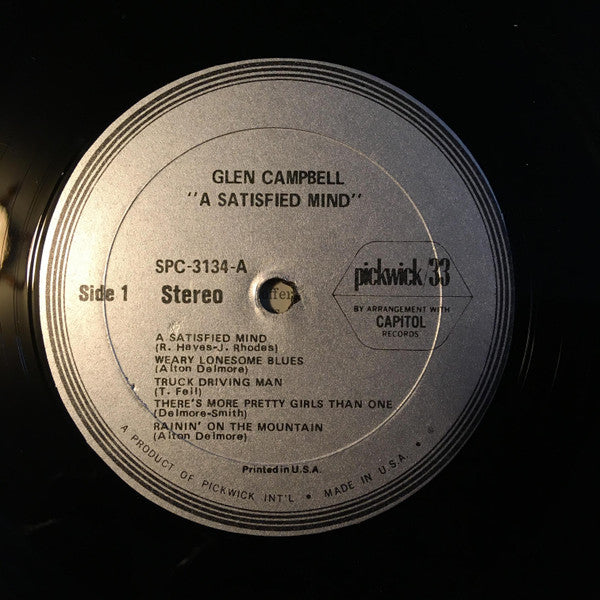 GLEN CAMPBELL
"A SATISFIED MIND"
SPC-3134-A
Side 1 Stereo
pickwick/33
BY ARRANGEMENT WITH
CAPITOL
RECORDS
A SATISFIED MIND
(R. Hayes-J. Rhodes)
WEARY LONESOME BLUES
(Alton Delmore)
TRUCK DRIVING MAN
(T. Fell)
THERE'S MORE PRETTY GIRLS THAN ONE
(Delmore-Smith)
RAININ' ON THE MOUNTAIN
(Alton Delmore)
Printed in U.S.A.
A PRODUCT OF PICKWICK INT'L • MADE IN U.S.A. •